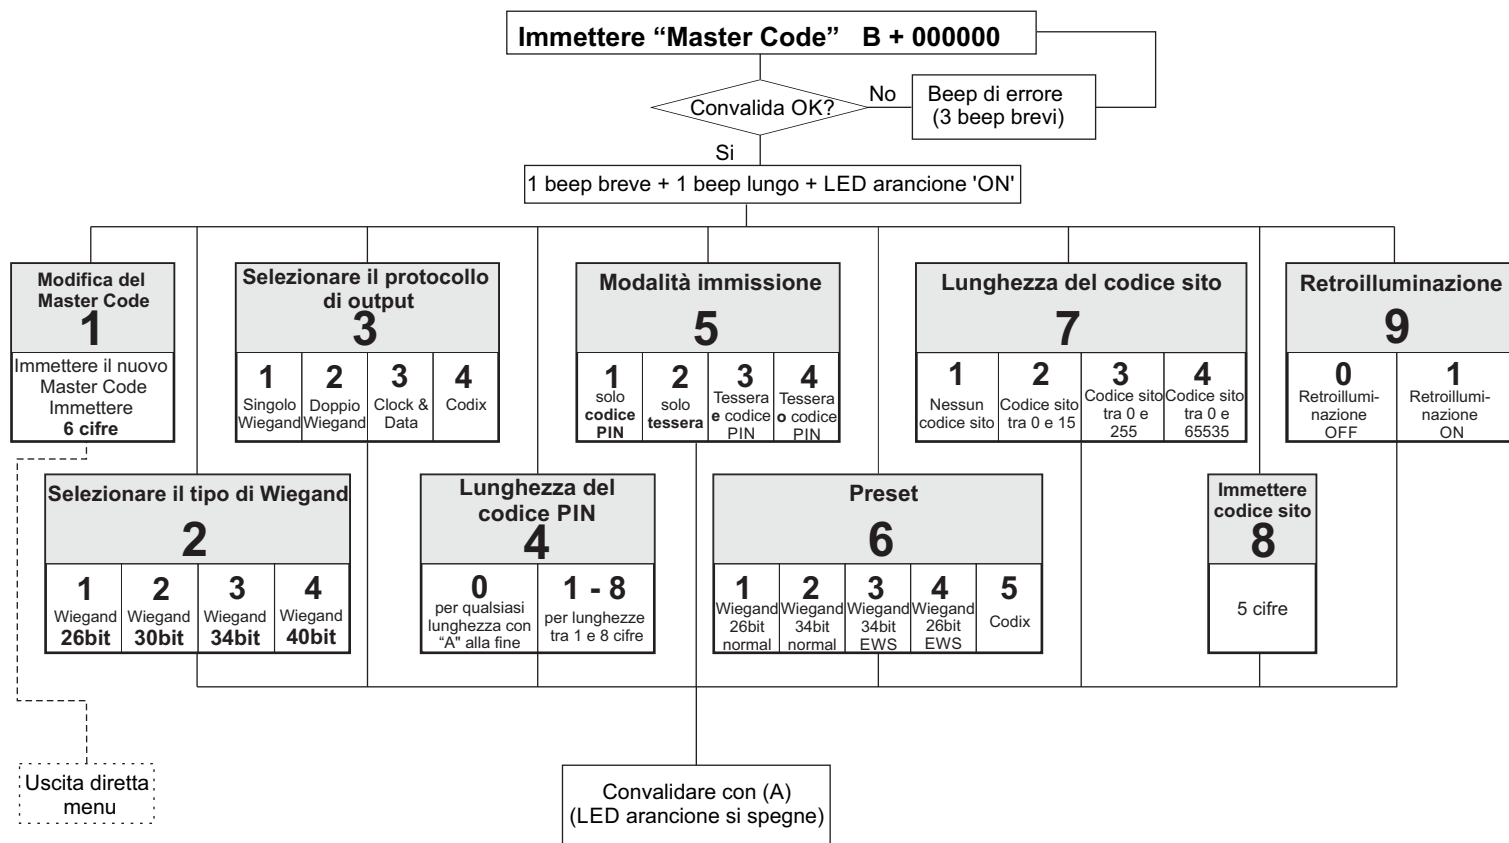 Immettere “Master Code” B + 000000
Convalida OK?
No
Beep di errore
(3 beep brevi)
Si
1 beep breve + 1 beep lungo + LED arancione 'ON'
Modifica del
Master Code
1
Immettere il nuovo
Master Code
Immettere
6 cifre
Selezionare il protocollo
di output
3
1
Singolo
Wiegand
2
Doppio
Wiegand
3
Clock &
Data
4
Codix
Modalità immissione
5
1
solo
codice
PIN
2
solo
tessera
3
Tessera
e codice
PIN
4
Tessera
o codice
PIN
Lunghezza del codice sito
7
1
Nessun
codice sito
2
Codice sito
tra 0 e 15
3
Codice sito
tra 0 e
255
4
Codice sito
tra 0 e
65535
Retroilluminazione
9
0
Retroillumi-
nazione
OFF
1
Retroillumi-
nazione
ON
Selezionare il tipo di Wiegand
2
1
Wiegand
26bit
2
Wiegand
30bit
3
Wiegand
34bit
4
Wiegand
40bit
Lunghezza del
codice PIN
4
0
per qualsiasi
lunghezza con
“A" alla fine
1 - 8
per lunghezze
tra 1 e 8 cifre
Preset
6
1
Wiegand
26bit
normal
2
Wiegand
34bit
normal
3
Wiegand
34bit
EWS
4
Wiegand
26bit
EWS
5
Codix
Immettere
codice sito
8
5 cifre
Uscita diretta
menu
Convalidare con (A)
(LED arancione si spegne)